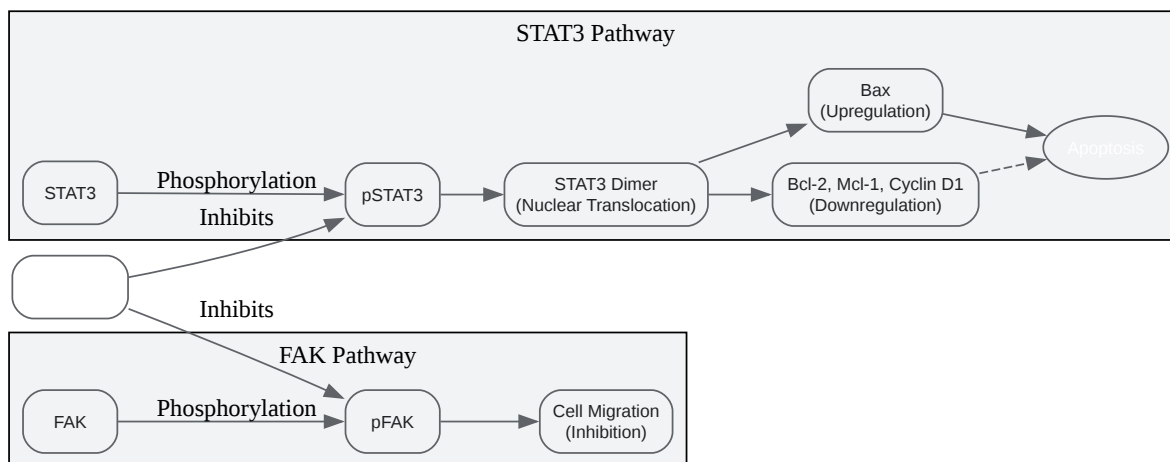 STAT3 Pathway
Bax
(Upregulation)
Apoptosis
STAT3
Phosphorylation
pSTAT3
STAT3 Dimer
(Nuclear Translocation)
Bcl-2, Mcl-1, Cyclin D1
(Downregulation)
Inhibits
Inhibits
FAK Pathway
FAK
Phosphorylation
pFAK
Cell Migration
(Inhibition)